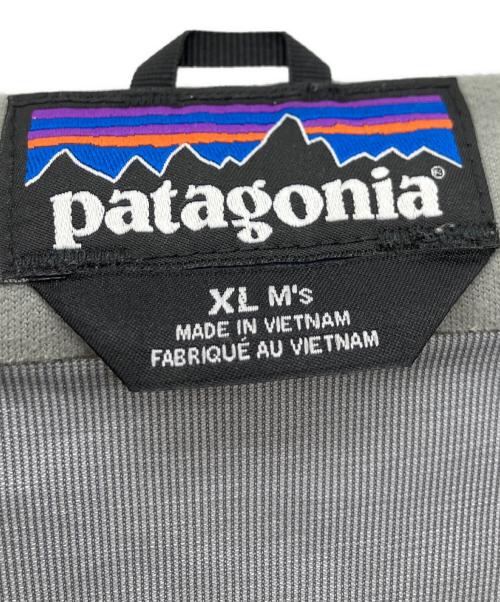 patagonia®
XL M's
MADE IN VIETNAM
FABRIQUÉ AU VIETNAM